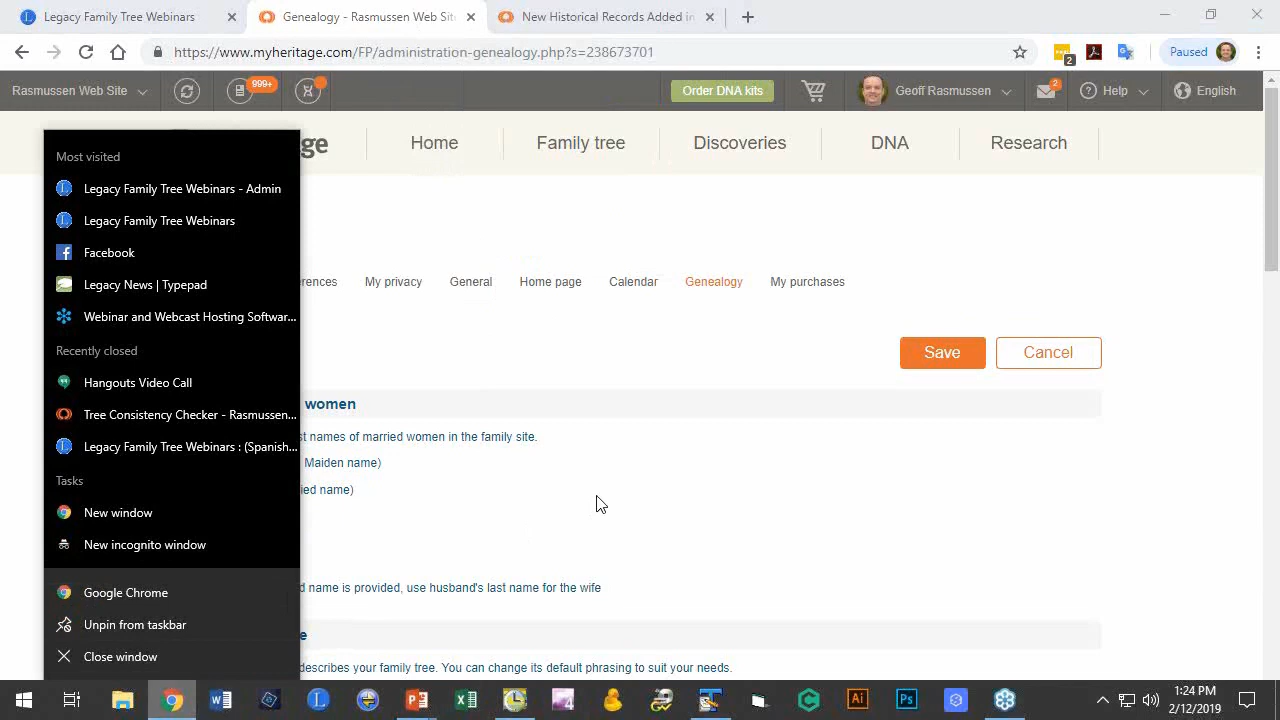 Legacy Family Tree Webinars
Genealogy - Rasmussen Web Sit
New Historical Records Added in
https://www.myheritage.com/FP/administration-genealogy.php?s=238673701
2
Paused
Rasmussen Web Site
999+
Order DNA kits
Geoff Rasmussen
2
Help
English
ge
Home
Family tree
Discoveries
DNA
Research
Most visited
Legacy Family Tree Webinars - Admin
Legacy Family Tree Webinars
Facebook
Legacy News | Typepad
Webinar and Webcast Hosting Softwar...
Recently closed
Hangouts Video Call
Tree Consistency Checker - Rasmussen...
Legacy Family Tree Webinars : (Spanish...
Tasks
New window
New incognito window
Google Chrome
Unpin from taskbar
Close window
rences
My privacy
General
Home page
Calendar
Genealogy
My purchases
Save
Cancel
women
st names of married women in the family site.
Maiden name)
ied name)
d name is provided, use husband's last name for the wife
e
describes your family tree. You can change its default phrasing to suit your needs.
1:24 PM
2/12/2019